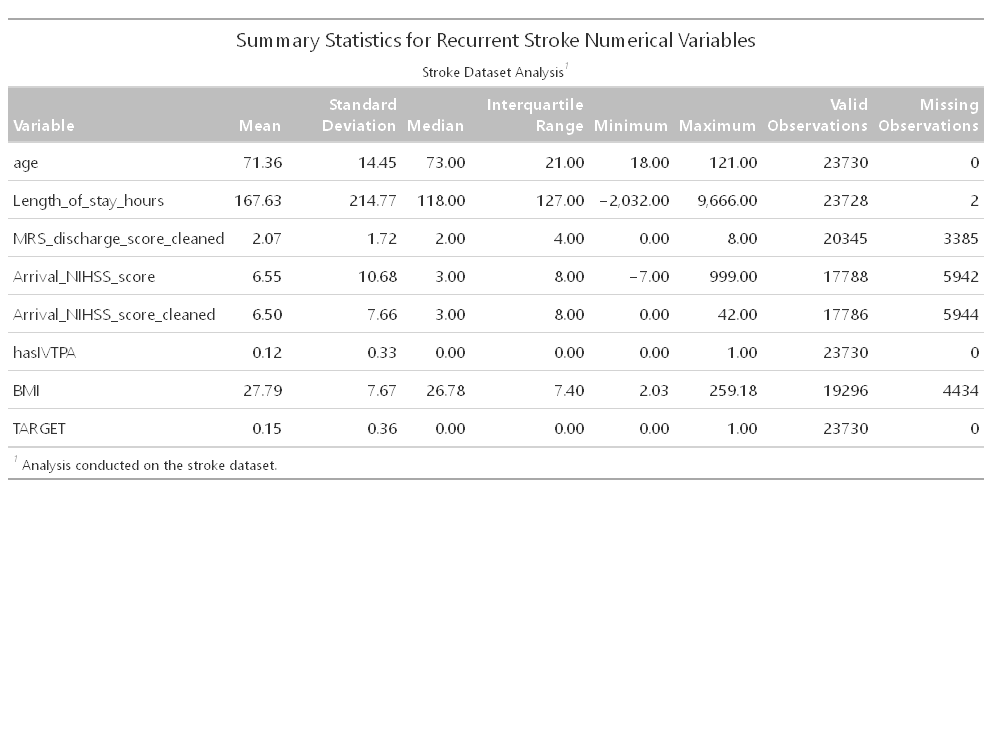 Summary Statistics for Recurrent Stroke Numerical Variables
Stroke Dataset Analysis1
Variable Mean Standard Deviation Median Interquartile Range Minimum Maximum Valid Observations Missing Observations
age 71.36 14.45 73.00 21.00 18.00 121.00 23730 0
Length_of_stay_hours 167.63 214.77 118.00 127.00 −2,032.00 9,666.00 23728 2
MRS_discharge_score_cleaned 2.07 1.72 2.00 4.00 0.00 8.00 20345 3385
Arrival_NIHSS_score 6.55 10.68 3.00 8.00 −7.00 999.00 17788 5942
Arrival_NIHSS_score_cleaned 6.50 7.66 3.00 8.00 0.00 42.00 17786 5944
hasIVTPA 0.12 0.33 0.00 0.00 0.00 1.00 23730 0
BMI 27.79 7.67 26.78 7.40 2.03 259.18 19296 4434
TARGET 0.15 0.36 0.00 0.00 0.00 1.00 23730 0
1 Analysis conducted on the stroke dataset.